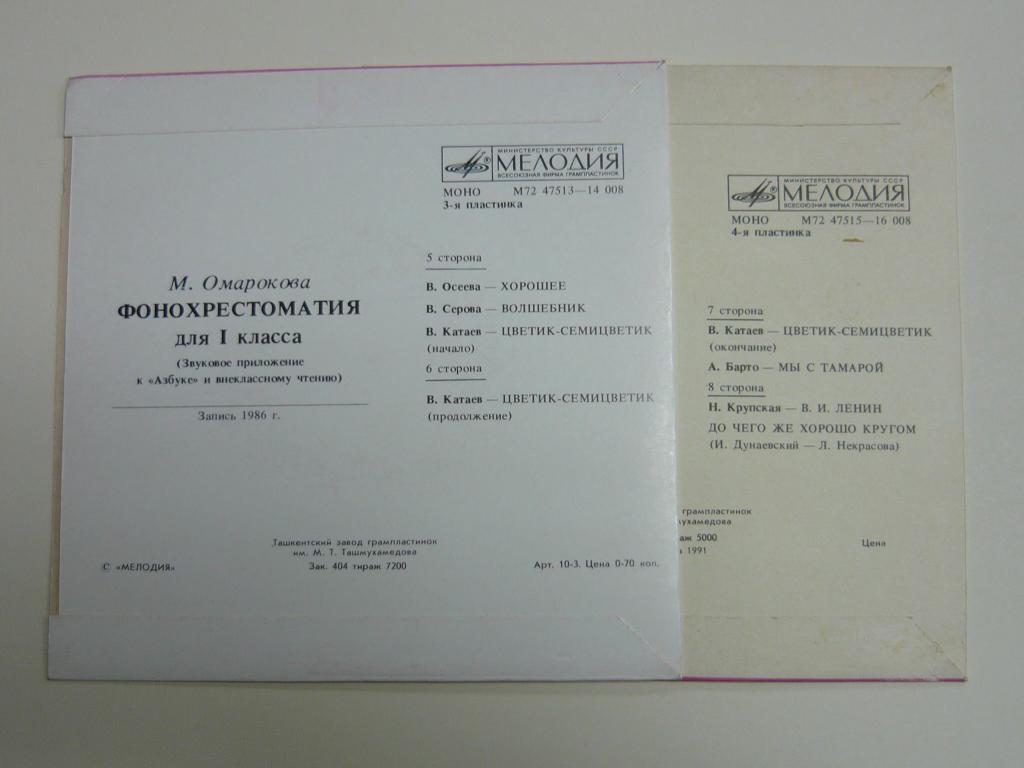 МИНИСТЕРСТВО КУЛЬТУРЫ СССР
МЕЛОДИЯ
ВСЕСОЮЗНАЯ ФИРМА ГРАМПЛАСТИНОК
МОНО М72 47513—14 008
3-я пластинка
М. Омарокова
ФОНОХРЕСТОМАТИЯ
для I класса
(Звуковое приложение
к «Азбуке» и внеклассному чтению)
Запись 1986 г.
5 сторона
В. Осеева — ХОРОШЕЕ
В. Серова — ВОЛШЕБНИК
В. Катаев — ЦВЕТИК-СЕМИЦВЕТИК
(начало)
6 сторона
В. Катаев — ЦВЕТИК-СЕМИЦВЕТИК
(продолжение)
Ташкентский завод грампластинок
им. М. Т. Ташмухамедова
© «МЕЛОДИЯ» Зак. 404 тираж 7200 Арт. 10-3. Цена 0-70 коп.
МИНИСТЕРСТВО КУЛЬТУРЫ СССР
МЕЛОДИЯ
ВСЕСОЮЗНАЯ ФИРМА ГРАМПЛАСТИНОК
МОНО М72 47515—16 008
4-я пластинка
7 сторона
В. Катаев — ЦВЕТИК-СЕМИЦВЕТИК
(окончание)
А. Барто — МЫ С ТАМАРОЙ
8 сторона
Н. Крупская — В. И. ЛЕНИН
ДО ЧЕГО ЖЕ ХОРОШО КРУГОМ
(И. Дунаевский — Л. Некрасова)
грампластинок
мухамедова
аж 5000
1991
Цена